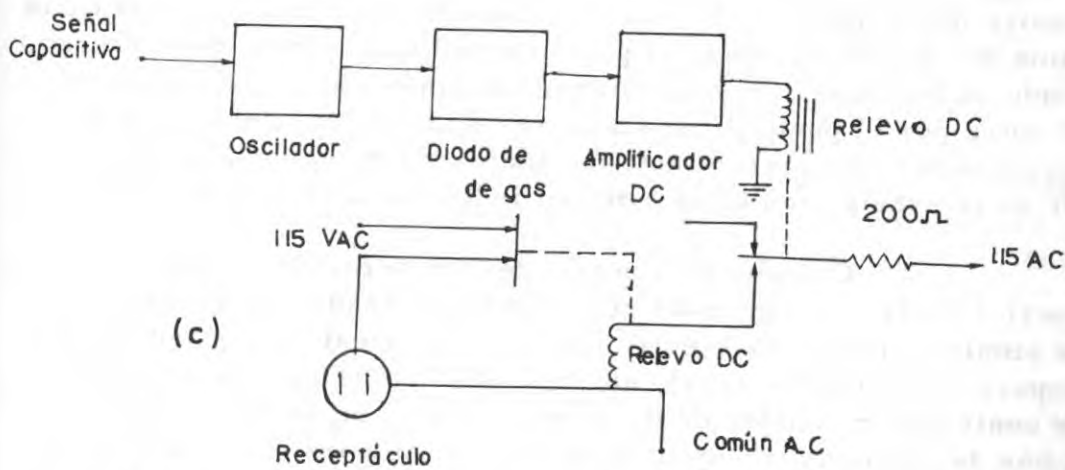 Señal
Capacitiva
Oscilador
Diodo de
de gas
Amplificador
DC
Relevo DC
200Ω
115 VAC
115 AC
(c)
Relevo DC
Común A.C
Receptáculo